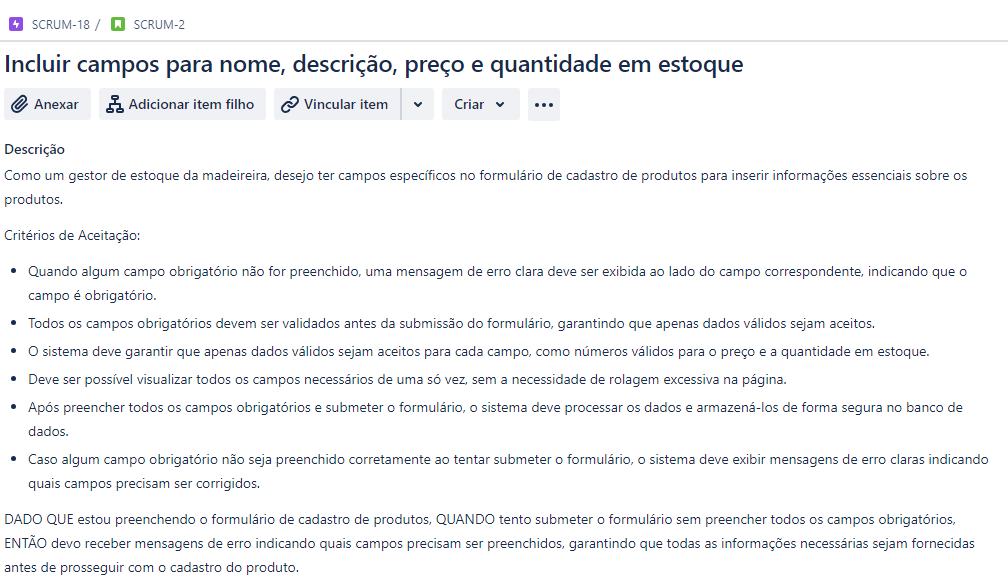 SCRUM-18 / SCRUM-2
Incluir campos para nome, descrição, preço e quantidade em estoque
Anexar Adicionar item filho Vincular item Criar
Descrição
Como um gestor de estoque da madeireira, desejo ter campos específicos no formulário de cadastro de produtos para inserir informações essenciais sobre os
produtos.
Critérios de Aceitação:
• Quando algum campo obrigatório não for preenchido, uma mensagem de erro clara deve ser exibida ao lado do campo correspondente, indicando que o
campo é obrigatório.
• Todos os campos obrigatórios devem ser validados antes da submissão do formulário, garantindo que apenas dados válidos sejam aceitos.
• O sistema deve garantir que apenas dados válidos sejam aceitos para cada campo, como números válidos para o preço e a quantidade em estoque.
• Deve ser possível visualizar todos os campos necessários de uma só vez, sem a necessidade de rolagem excessiva na página.
• Após preencher todos os campos obrigatórios e submeter o formulário, o sistema deve processar os dados e armazená-los de forma segura no banco de
dados.
• Caso algum campo obrigatório não seja preenchido corretamente ao tentar submeter o formulário, o sistema deve exibir mensagens de erro claras indicando
quais campos precisam ser corrigidos.
DADO QUE estou preenchendo o formulário de cadastro de produtos, QUANDO tento submeter o formulário sem preencher todos os campos obrigatórios,
ENTÃO devo receber mensagens de erro indicando quais campos precisam ser preenchidos, garantindo que todas as informações necessárias sejam fornecidas
antes de prosseguir com o cadastro do produto.